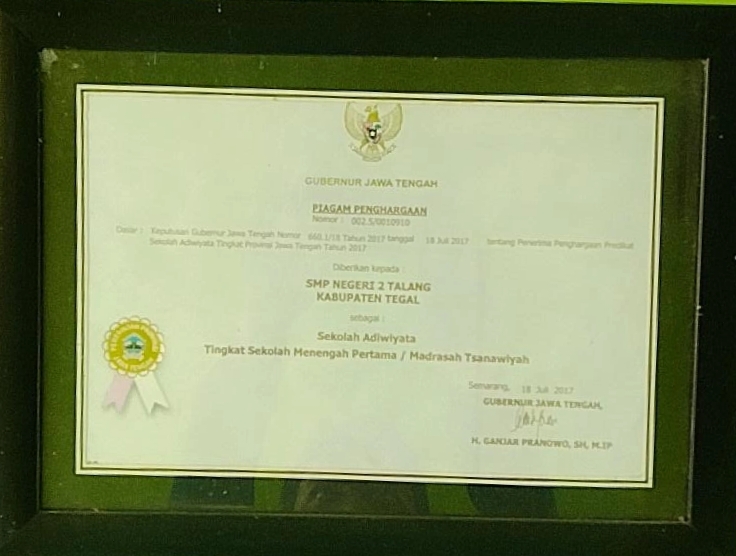 GUBERNUR JAWA TENGAH
PIAGAM PENGHARGAAN
Nomor : 002.5/0010910
Dasar : Keputusan Gubernur Jawa Tengah Nomor 660.1/18 Tahun 2017 tanggal 18 Juli 2017 tentang Penerima Penghargaan Predikat
Sekolah Adiwiyata Tingkat Provinsi Jawa Tengah Tahun 2017
Diberikan kepada :
SMP NEGERI 2 TALANG
KABUPATEN TEGAL
sebagai :
Sekolah Adiwiyata
Tingkat Sekolah Menengah Pertama / Madrasah Tsanawiyah
Semarang, 18 Juli 2017
GUBERNUR JAWA TENGAH,
H. GANJAR PRANOWO, SH, M.IP